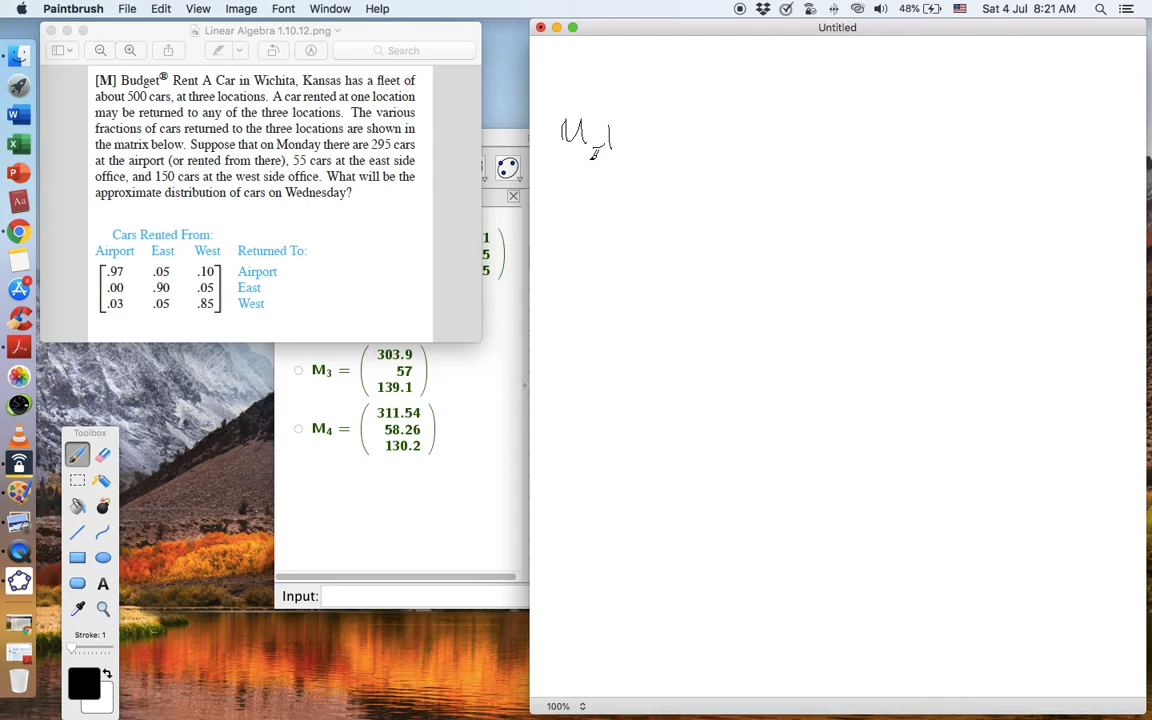 Paintbrush File Edit View Image Font Window Help
48% Sat 4 Jul 8:21 AM
Linear Algebra 1.10.12.png
Search
Untitled
[M] Budget® Rent A Car in Wichita, Kansas has a fleet of
about 500 cars, at three locations. A car rented at one location
may be returned to any of the three locations. The various
fractions of cars returned to the three locations are shown in
the matrix below. Suppose that on Monday there are 295 cars
at the airport (or rented from there), 55 cars at the east side
office, and 150 cars at the west side office. What will be the
approximate distribution of cars on Wednesday?
Cars Rented From:
Airport East West Returned To:
.97 .05 .10 Airport
.00 .90 .05 East
.03 .05 .85 West
1
5
5
303.9
M3 = 57
139.1
311.54
M4 = 58.26
130.2
Input:
Toolbox
A
Stroke: 1
100%